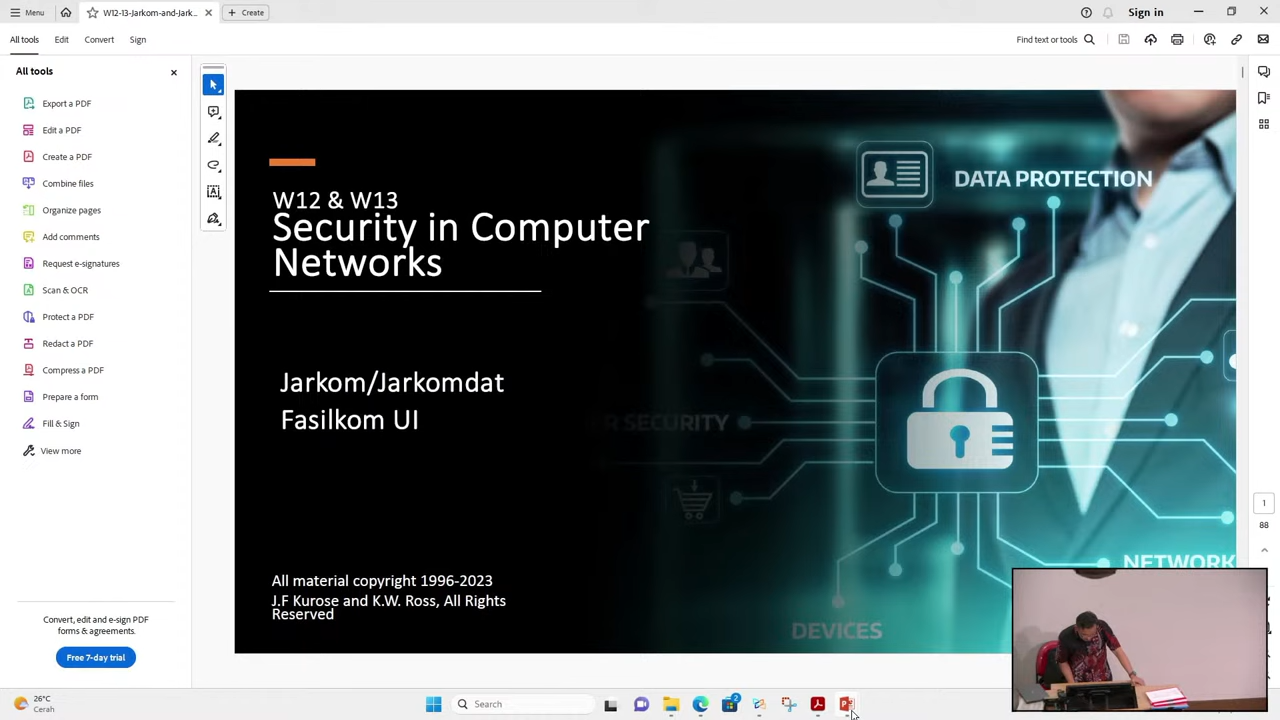 Menu
W12-13-Jarkom-and-Jark...
Create
Sign in
All tools
Edit
Convert
Sign
Find text or tools
All tools
Export a PDF
Edit a PDF
Create a PDF
Combine files
Organize pages
Add comments
Request e-signatures
Scan & OCR
Protect a PDF
Redact a PDF
Compress a PDF
Prepare a form
Fill & Sign
View more
Convert, edit and e-sign PDF
forms & agreements.
Free 7-day trial
W12 & W13
Security in Computer
Networks
Jarkom/Jarkomdat
Fasilkom UI
All material copyright 1996-2023
J.F Kurose and K.W. Ross, All Rights
Reserved
DATA PROTECTION
ER SECURITY
NETWORK
DEVICES
1
88
26°C
Cerah
Search
2